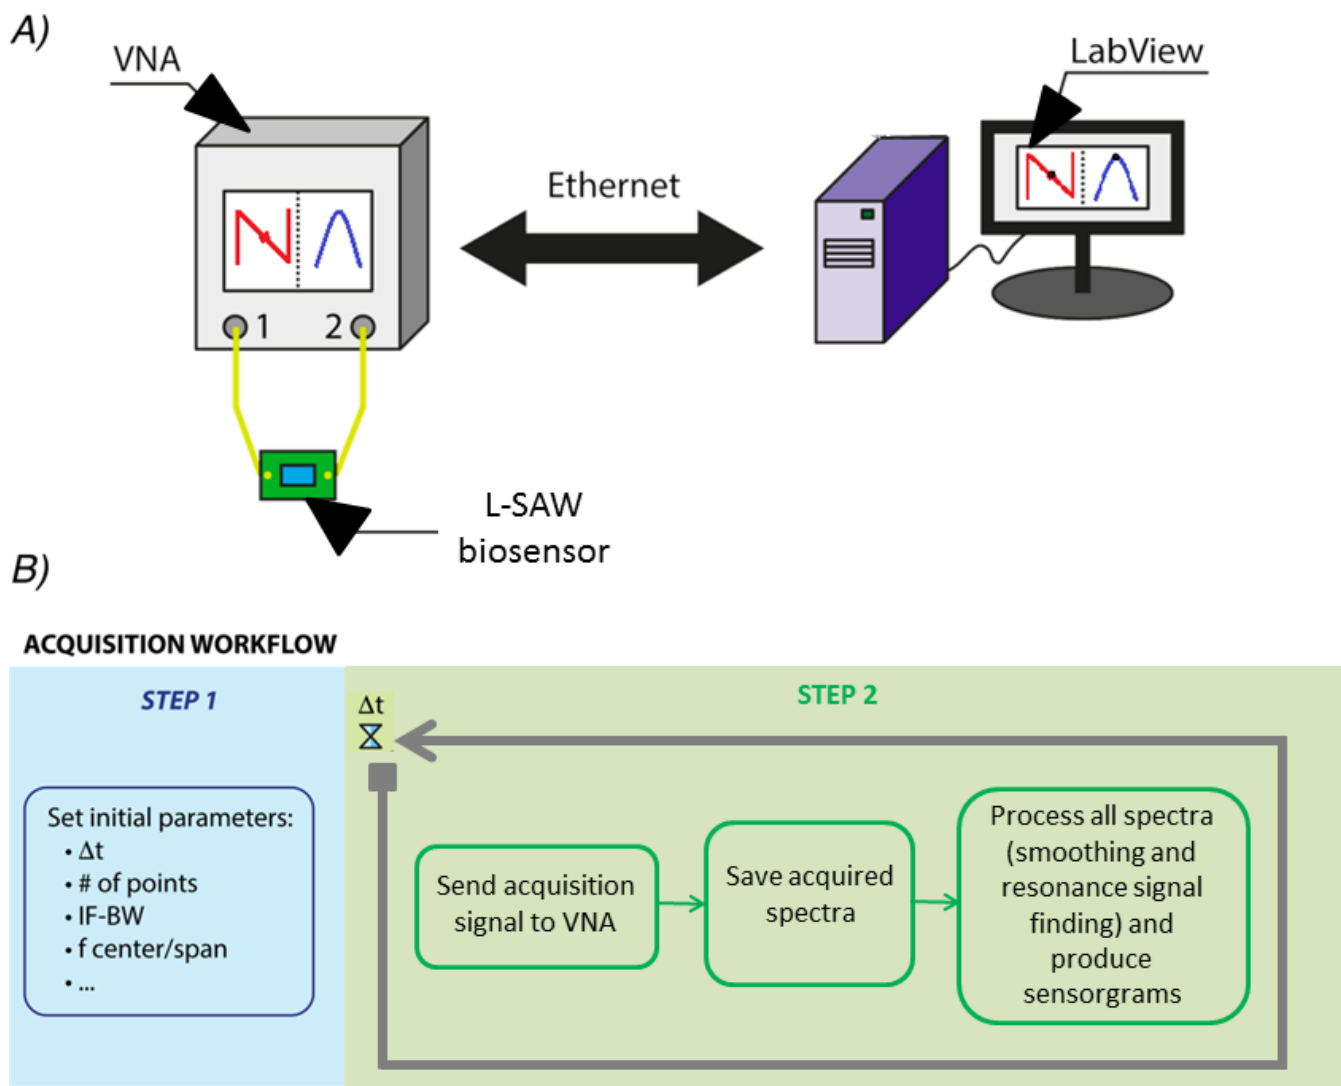 A)
VNA
LabView
Ethernet
1 2
L-SAW
biosensor
B)
ACQUISITION WORKFLOW
STEP 1
Δt
STEP 2
Set initial parameters:
• Δt
• # of points
• IF-BW
• f center/span
• ...
Send acquisition
signal to VNA
Save acquired
spectra
Process all spectra
(smoothing and
resonance signal
finding) and
produce
sensorgrams